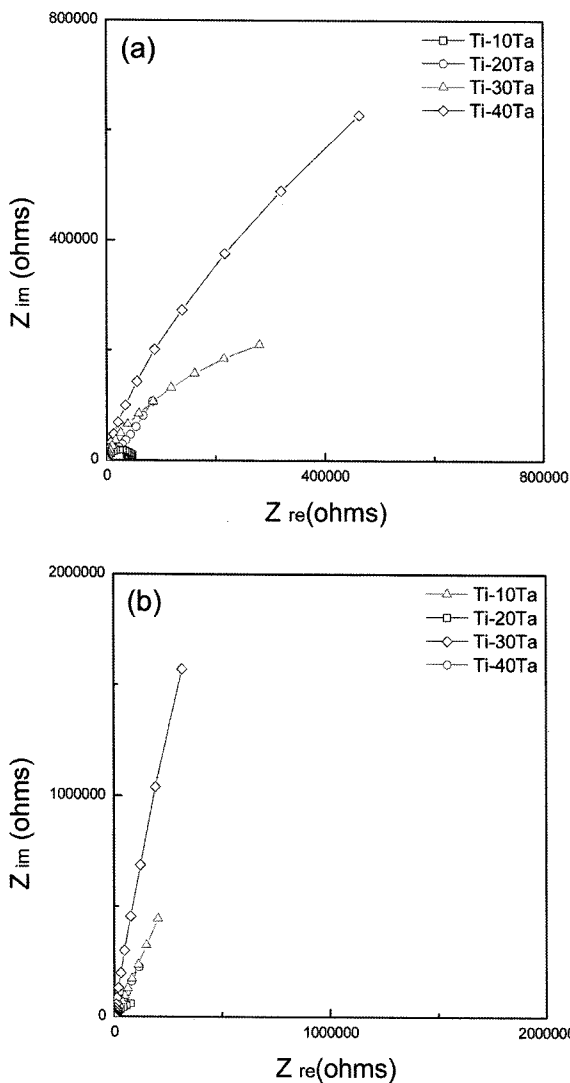 800000
(a)
Ti-10Ta
Ti-20Ta
Ti-30Ta
Ti-40Ta
Z im (ohms)
400000
0
0
400000
800000
Z re(ohms)
2000000
(b)
Ti-10Ta
Ti-20Ta
Ti-30Ta
Ti-40Ta
Z im (ohms)
1000000
0
0
1000000
2000000
Z re(ohms)